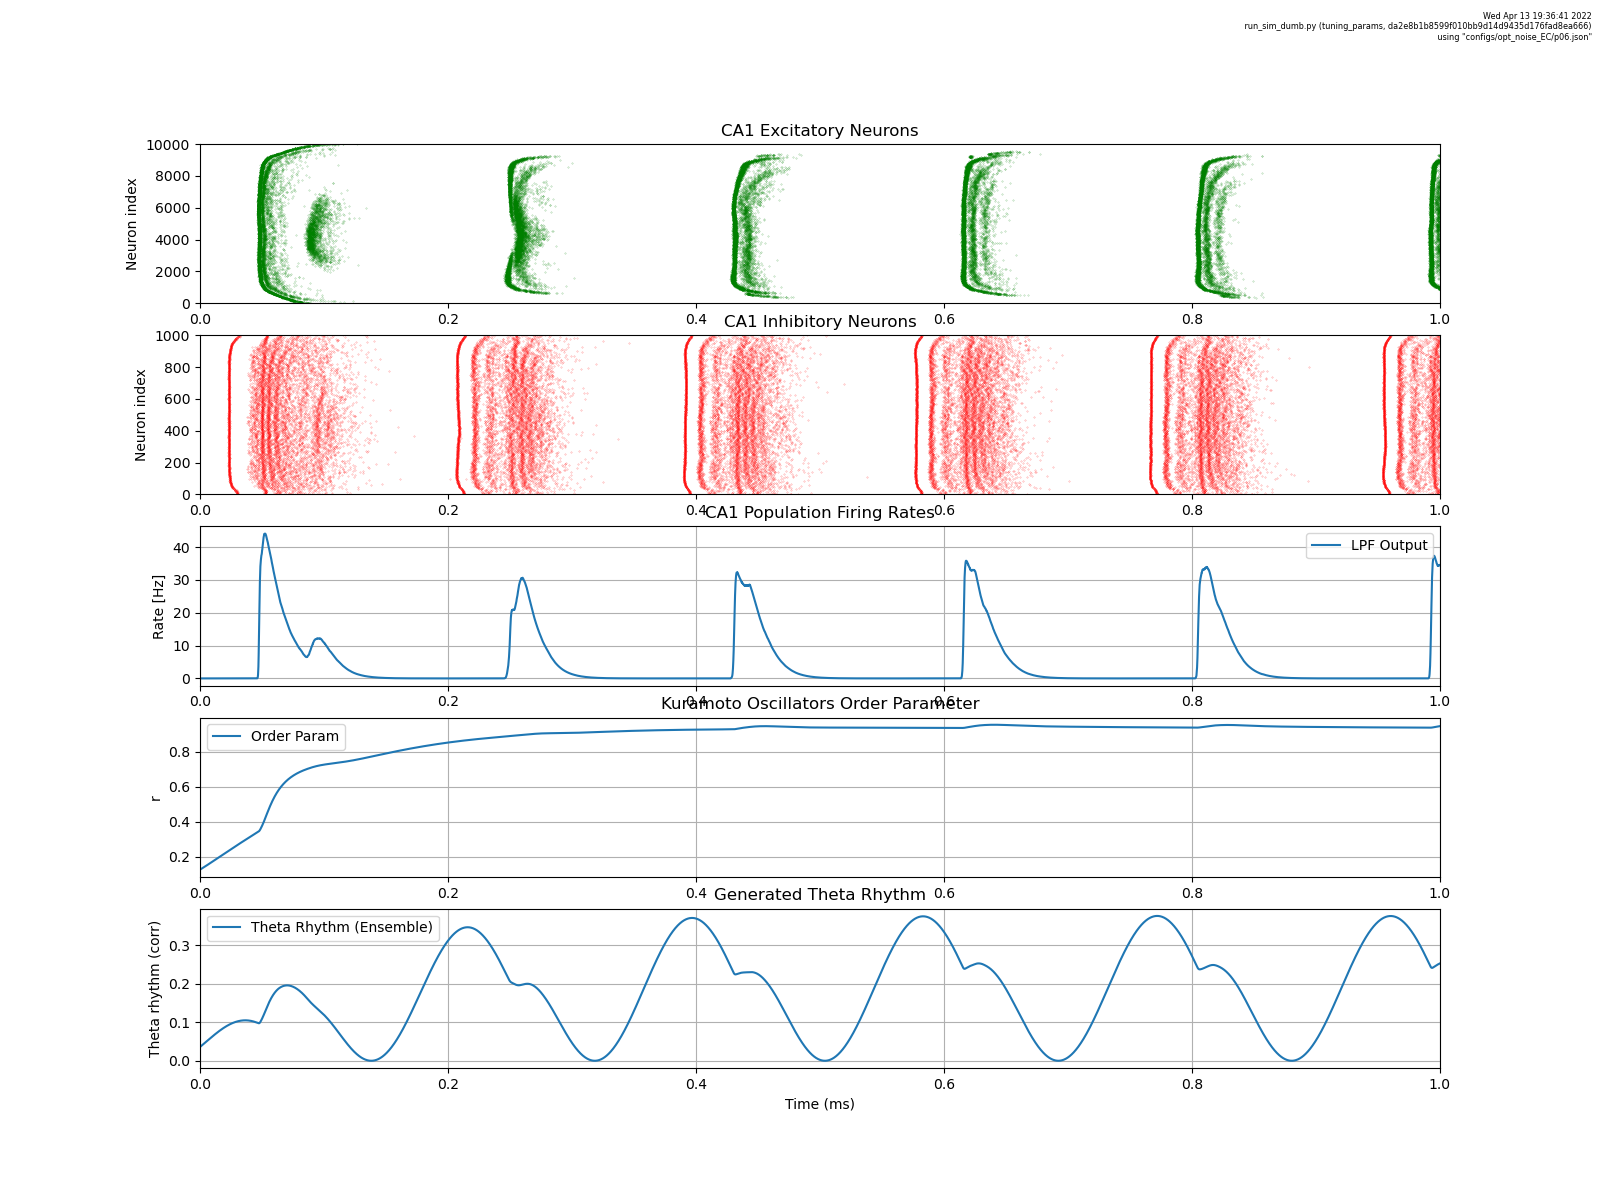 Wed Apr 13 19:36:41 2022
run_sim_dumb.py (tuning_params, da2e8b1b8599f010bb9d14d9435d176fad8ea666)
using "configs/opt_noise_EC/p06.json"
CA1 Excitatory Neurons
Neuron index
10000
8000
6000
4000
2000
0
0.0 0.2 0.4 0.6 0.8 1.0
CA1 Inhibitory Neurons
Neuron index
1000
800
600
400
200
0
0.0 0.2 0.4 0.6 0.8 1.0
CA1 Population Firing Rates
Rate [Hz]
40
30
20
10
0
LPF Output
0.0 0.2 0.4 0.6 0.8 1.0
Kuramoto Oscillators Order Parameter
r
0.8
0.6
0.4
0.2
Order Param
0.0 0.2 0.4 0.6 0.8 1.0
Generated Theta Rhythm
Theta rhythm (corr)
0.3
0.2
0.1
0.0
Theta Rhythm (Ensemble)
0.0 0.2 0.4 0.6 0.8 1.0
Time (ms)